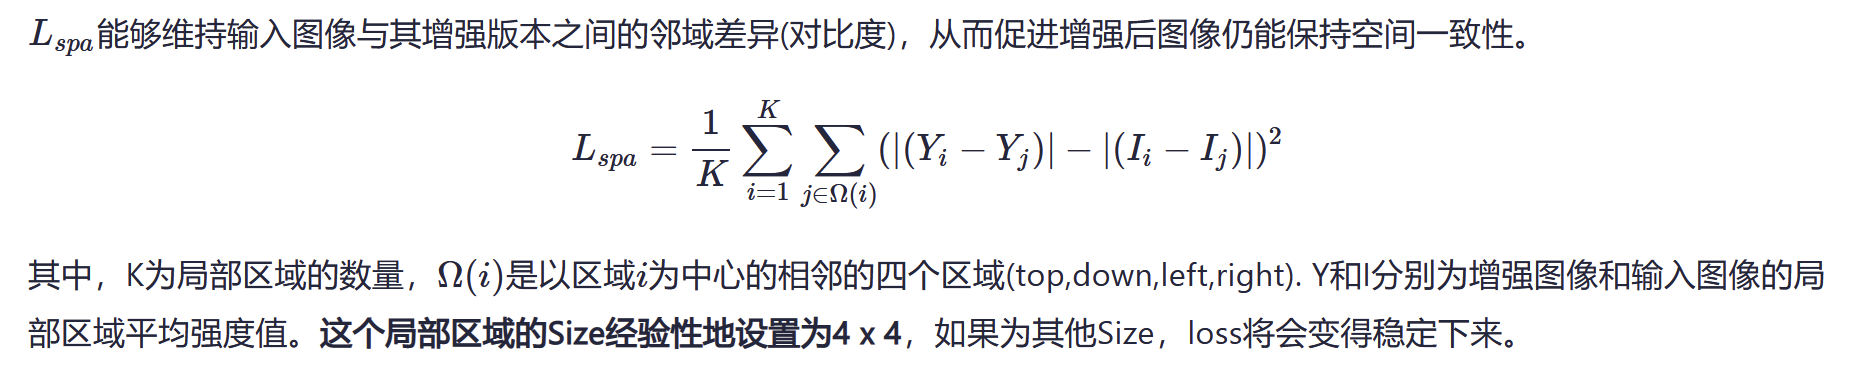 L_{spa}能够维持输入图像与其增强版本之间的邻域差异(对比度)，从而促进增强后图像仍能保持空间一致性。
L_{spa} = \frac{1}{K} \sum_{i=1}^{K} \sum_{j \in \Omega(i)} (|(Y_i - Y_j)| - |(I_i - I_j)|)^2
其中，K为局部区域的数量，Ω(i)是以区域i为中心的相邻的四个区域(top,down,left,right). Y和I分别为增强图像和输入图像的局
部区域平均强度值。这个局部区域的Size经验性地设置为4 x 4，如果为其他Size，loss将会变得稳定下来。